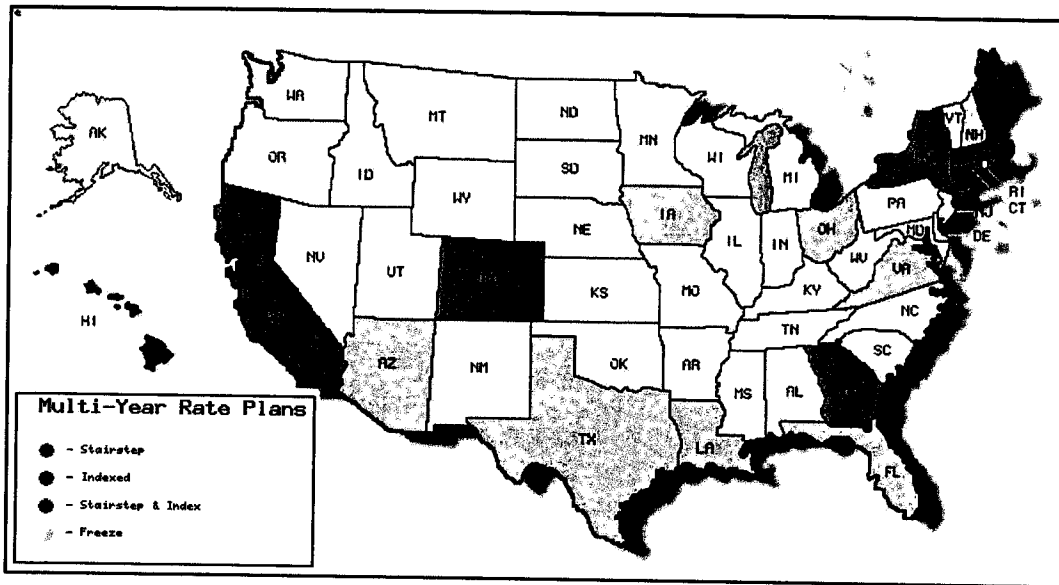 WA
MT
ND
MN
VT
NH
AK
OR
ID
SD
WI
MI
WY
IA
PA
RI
CT
NJ
NE
IL
IN
OH
MD
DE
NV
UT
WV
VA
KS
MO
KY
HI
NC
TN
AZ
NM
OK
AR
SC
MS
AL
TX
LA
FL
Multi-Year Rate Plans
- Stairstep
- Indexed
- Stairstep & Index
- Freeze